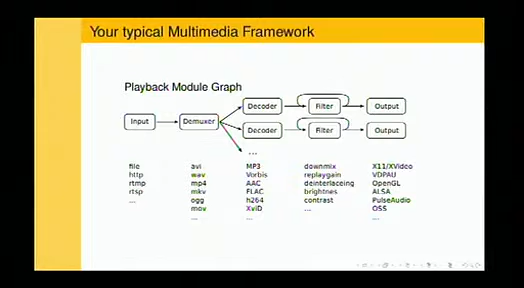 Your typical Multimedia Framework
Playback Module Graph
Input
Demuxer
Decoder
Filter
Output
Decoder
Filter
Output
...
file
http
rtmp
rtsp
...
avi
wav
mp4
mkv
ogg
mov
...
MP3
Vorbis
AAC
FLAC
h264
XviD
...
downmix
replaygain
deinterlaceing
brightnes
contrast
...
X11/XVideo
VDPAU
OpenGL
ALSA
PulseAudio
OSS
...